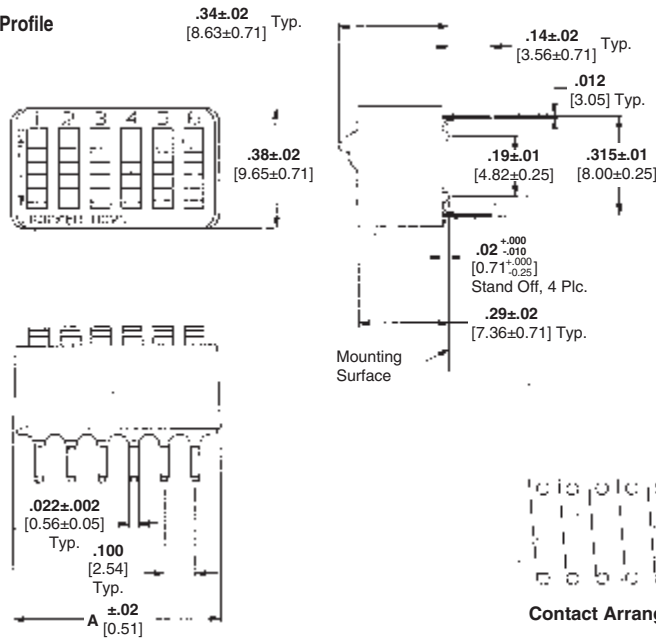 Profile
.34±.02
[8.63±0.71] Typ.
.14±.02
[3.56±0.71] Typ.
.012
[3.05] Typ.
1 2 3 4 5 6
.38±.02
[9.65±0.71]
.19±.01
[4.82±0.25]
.315±.01
[8.00±0.25]
.02 +.000 -.010
[0.71 +.000 -0.25]
Stand Off, 4 Plc.
.29±.02
[7.36±0.71] Typ.
Mounting
Surface
.022±.002
[0.56±0.05]
Typ.
.100
[2.54]
Typ.
A ±.02
[0.51]
Contact Arrang